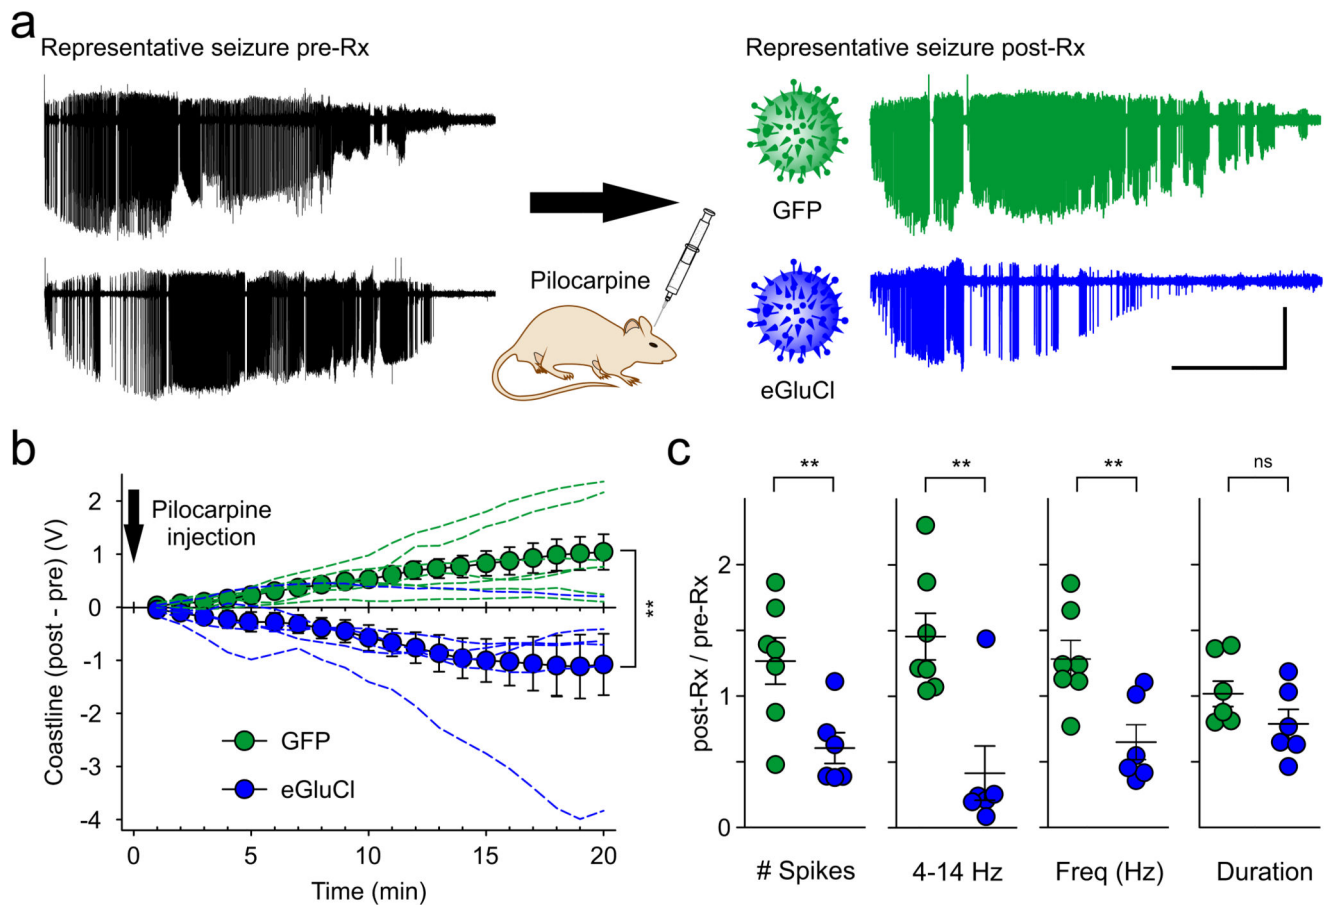 a
Representative seizure pre-Rx
Representative seizure post-Rx
GFP
Pilocarpine
eGluCl
b
Coastline (post - pre) (V)
2
1
0
-1
-2
-3
-4
Pilocarpine
injection
**
GFP
eGluCl
0
5
10
15
20
Time (min)
c
**
**
**
ns
post-Rx / pre-Rx
2
1
0
# Spikes
4-14 Hz
Freq (Hz)
Duration